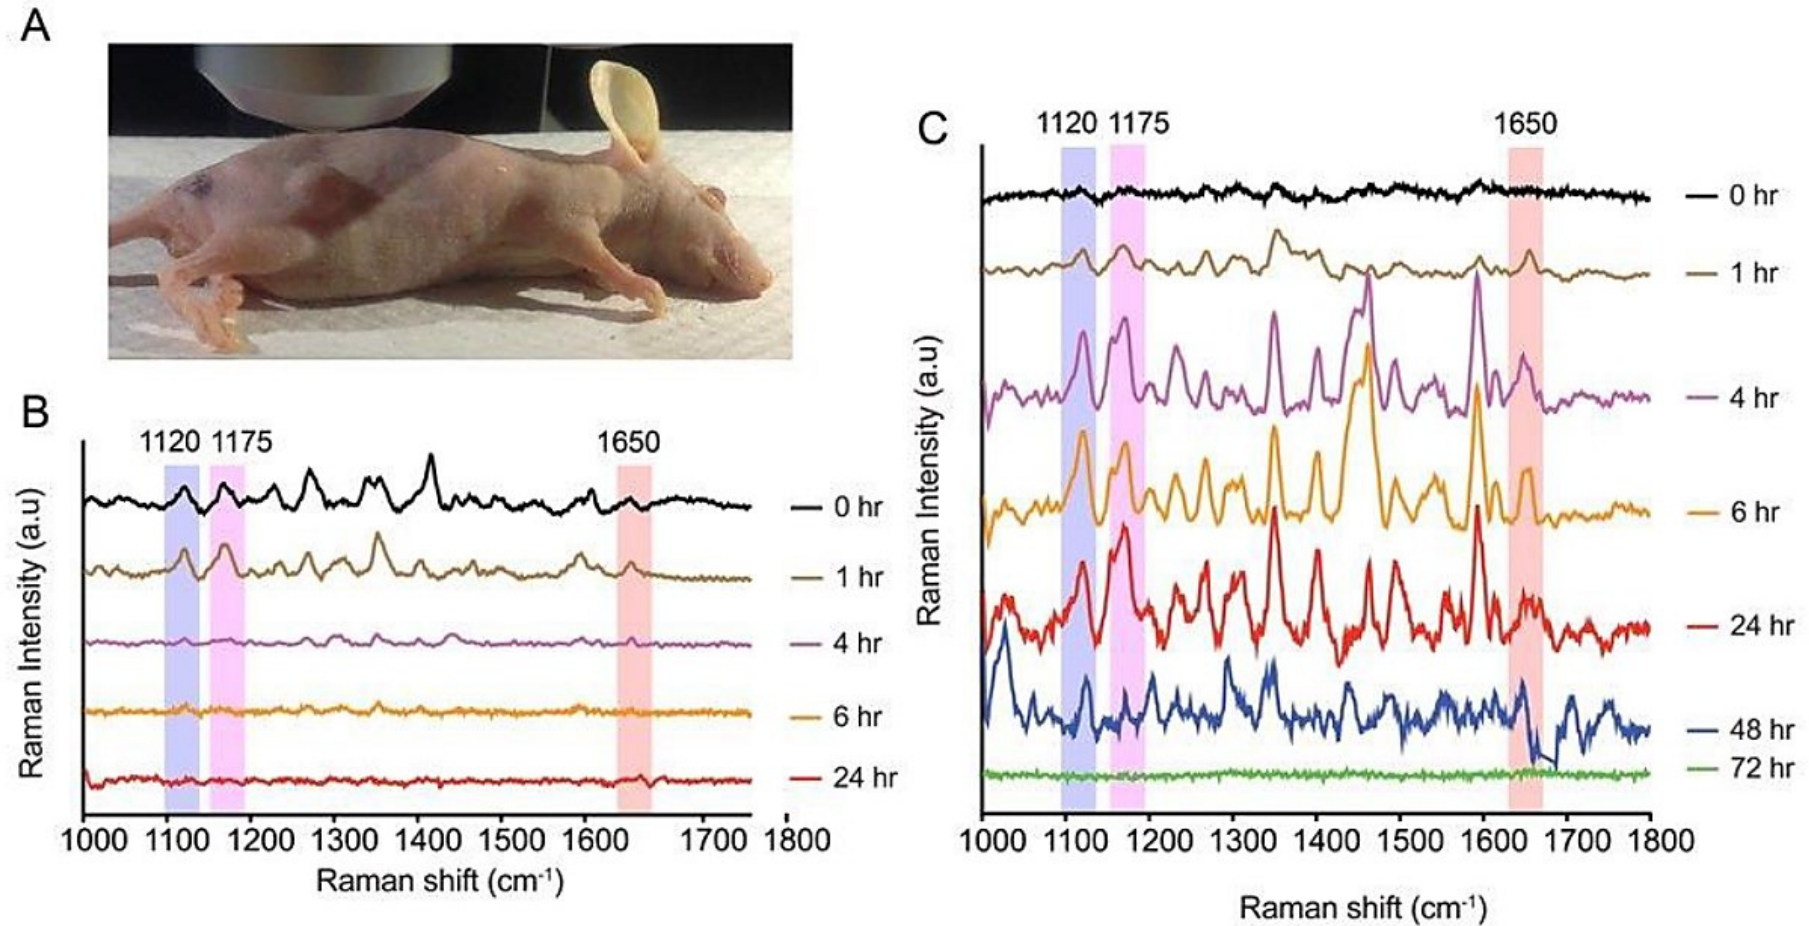 A
B
1120 1175 1650
0 hr
1 hr
4 hr
6 hr
24 hr
Raman Intensity (a.u)
1000 1100 1200 1300 1400 1500 1600 1700 1800
Raman shift (cm-1)
C
1120 1175 1650
0 hr
1 hr
4 hr
6 hr
24 hr
48 hr
72 hr
Raman Intensity (a.u)
1000 1100 1200 1300 1400 1500 1600 1700 1800
Raman shift (cm-1)